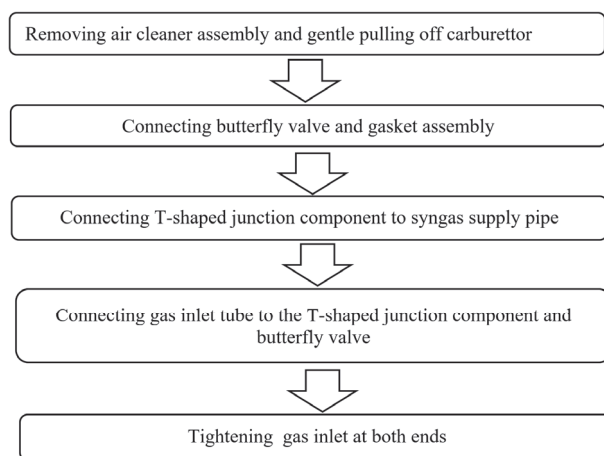 Removing air cleaner assembly and gentle pulling off carburettor
Connecting butterfly valve and gasket assembly
Connecting T-shaped junction component to syngas supply pipe
Connecting gas inlet tube to the T-shaped junction component and
butterfly valve
Tightening gas inlet at both ends